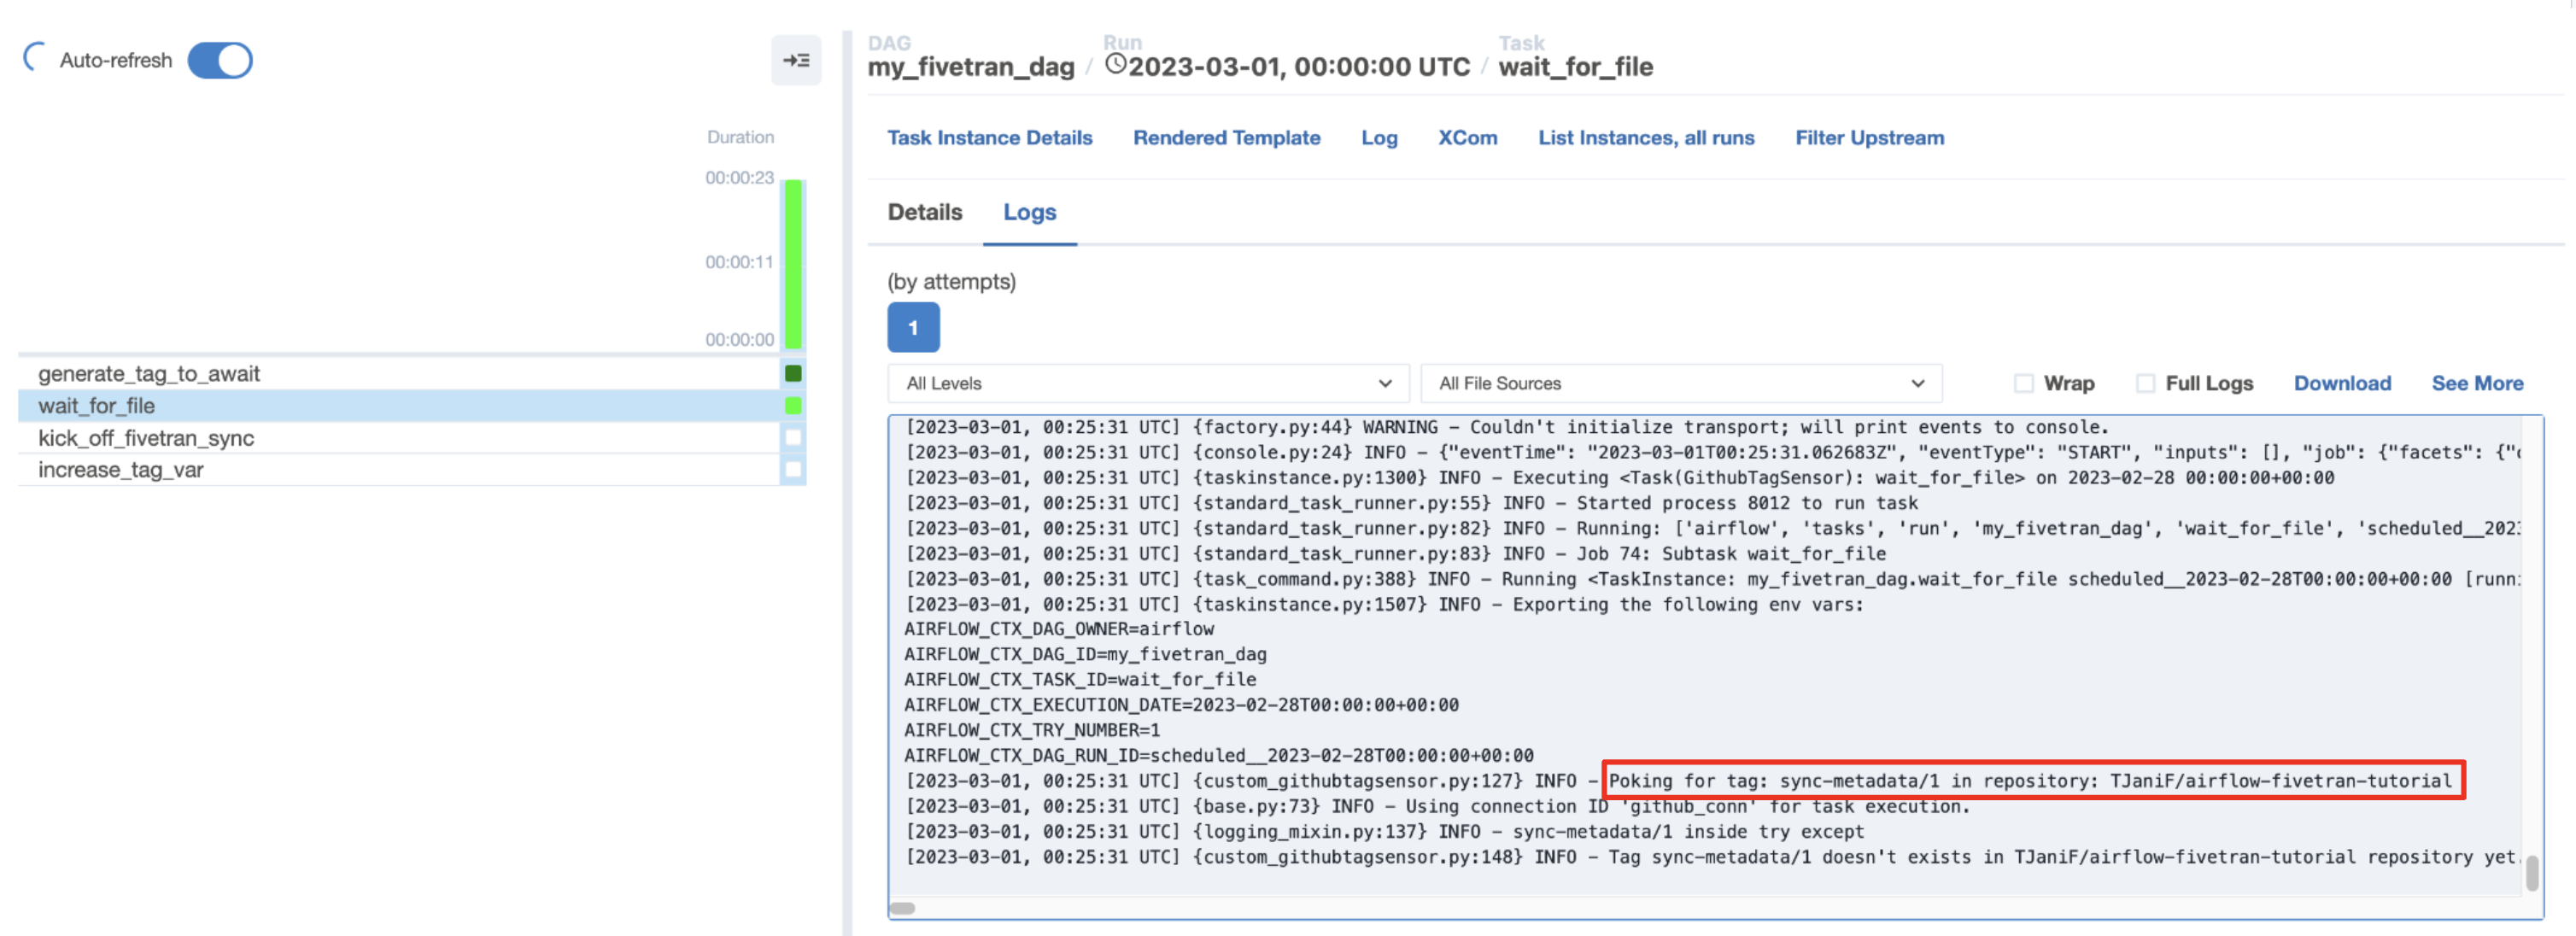 Auto-refresh
Duration
00:00:23
00:00:11
00:00:00
generate_tag_to_await
wait_for_file
kick_off_fivetran_sync
increase_tag_var
DAG
my_fivetran_dag
/
Run
2023-03-01, 00:00:00 UTC
/
Task
wait_for_file
Task Instance Details Rendered Template Log XCom List Instances, all runs Filter Upstream
Details Logs
(by attempts)
1
All Levels All File Sources Wrap Full Logs Download See More
[2023-03-01, 00:25:31 UTC] {factory.py:44} WARNING - Couldn't initialize transport; will print events to console.
[2023-03-01, 00:25:31 UTC] {console.py:24} INFO - {"eventTime": "2023-03-01T00:25:31.062683Z", "eventType": "START", "inputs": [], "job": {"facets": {"
[2023-03-01, 00:25:31 UTC] {taskinstance.py:1300} INFO - Executing <Task(GithubTagSensor): wait_for_file> on 2023-02-28 00:00:00+00:00
[2023-03-01, 00:25:31 UTC] {standard_task_runner.py:55} INFO - Started process 8012 to run task
[2023-03-01, 00:25:31 UTC] {standard_task_runner.py:82} INFO - Running: ['airflow', 'tasks', 'run', 'my_fivetran_dag', 'wait_for_file', 'scheduled__202
[2023-03-01, 00:25:31 UTC] {standard_task_runner.py:83} INFO - Job 74: Subtask wait_for_file
[2023-03-01, 00:25:31 UTC] {task_command.py:388} INFO - Running <TaskInstance: my_fivetran_dag.wait_for_file scheduled__2023-02-28T00:00:00+00:00 [runn
[2023-03-01, 00:25:31 UTC] {taskinstance.py:1507} INFO - Exporting the following env vars:
AIRFLOW_CTX_DAG_OWNER=airflow
AIRFLOW_CTX_DAG_ID=my_fivetran_dag
AIRFLOW_CTX_TASK_ID=wait_for_file
AIRFLOW_CTX_EXECUTION_DATE=2023-02-28T00:00:00+00:00
AIRFLOW_CTX_TRY_NUMBER=1
AIRFLOW_CTX_DAG_RUN_ID=scheduled__2023-02-28T00:00:00+00:00
[2023-03-01, 00:25:31 UTC] {custom_githubtagsensor.py:127} INFO - Poking for tag: sync-metadata/1 in repository: TJaniF/airflow-fivetran-tutorial
[2023-03-01, 00:25:31 UTC] {base.py:73} INFO - Using connection ID 'github_conn' for task execution.
[2023-03-01, 00:25:31 UTC] {logging_mixin.py:137} INFO - sync-metadata/1 inside try except
[2023-03-01, 00:25:31 UTC] {custom_githubtagsensor.py:148} INFO - Tag sync-metadata/1 doesn't exists in TJaniF/airflow-fivetran-tutorial repository yet.